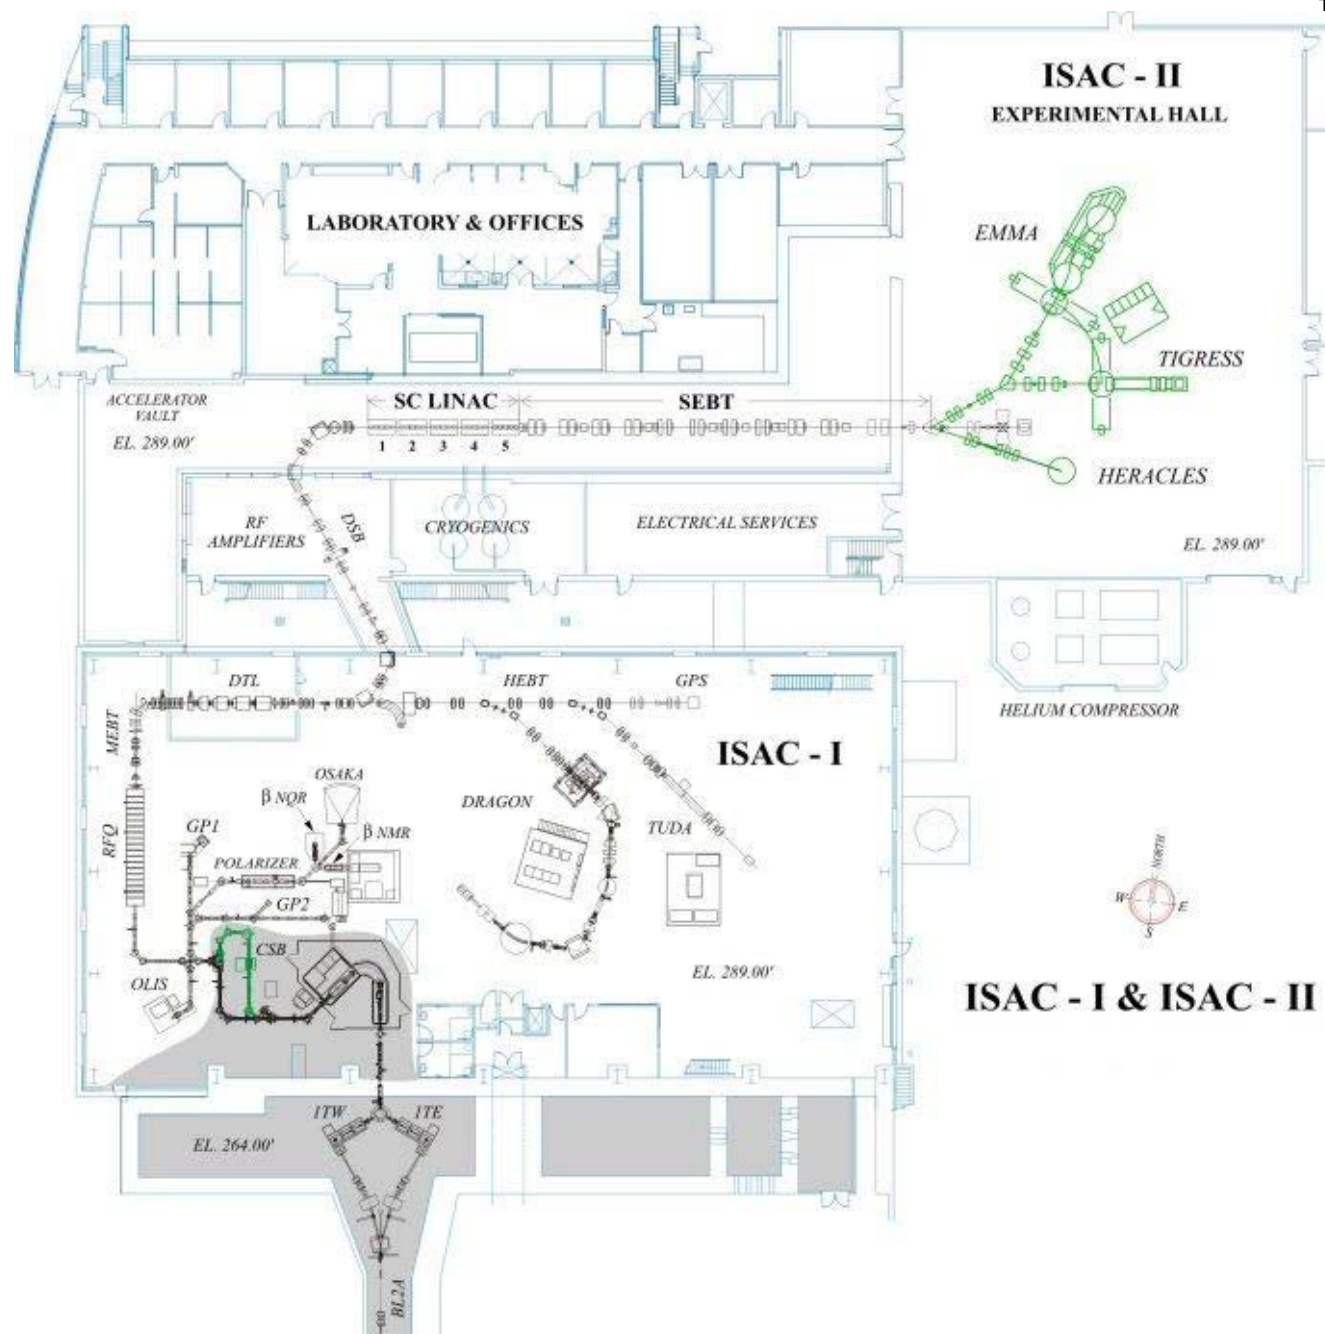 ISAC - II
EXPERIMENTAL HALL
LABORATORY & OFFICES
EMMA
TIGRESS
ACCELERATOR
VAULT
EL. 289.00'
SC LINAC
SEBT
1 2 3 4 5
HERACLES
RF
AMPLIFIERS
DSB
CRYOGENICS
ELECTRICAL SERVICES
EL. 289.00'
DTL
HEBT
GPS
HELIUM COMPRESSOR
MEBT
ISAC - I
OSAKA
β NQR
DRAGON
GP1
β NMR
TUDA
RFQ
POLARIZER
NORTH
GP2
W
E
S
CSB
OLIS
EL. 289.00'
ISAC - I & ISAC - II
ITW
ITE
EL. 264.00'
BL2A